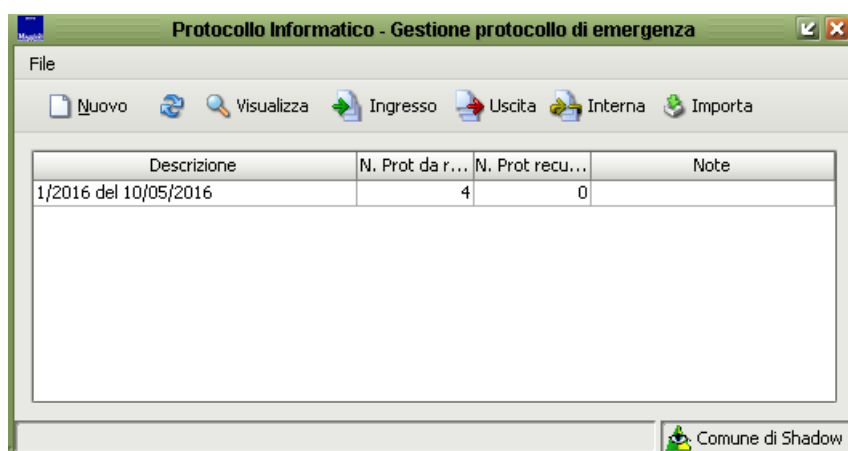 Maggioli
Protocollo Informatico - Gestione protocollo di emergenza
File
Nuovo Visualizza Ingresso Uscita Interna Importa
Descrizione N. Prot da r... N. Prot recu... Note
1/2016 del 10/05/2016 4 0
Comune di Shadow